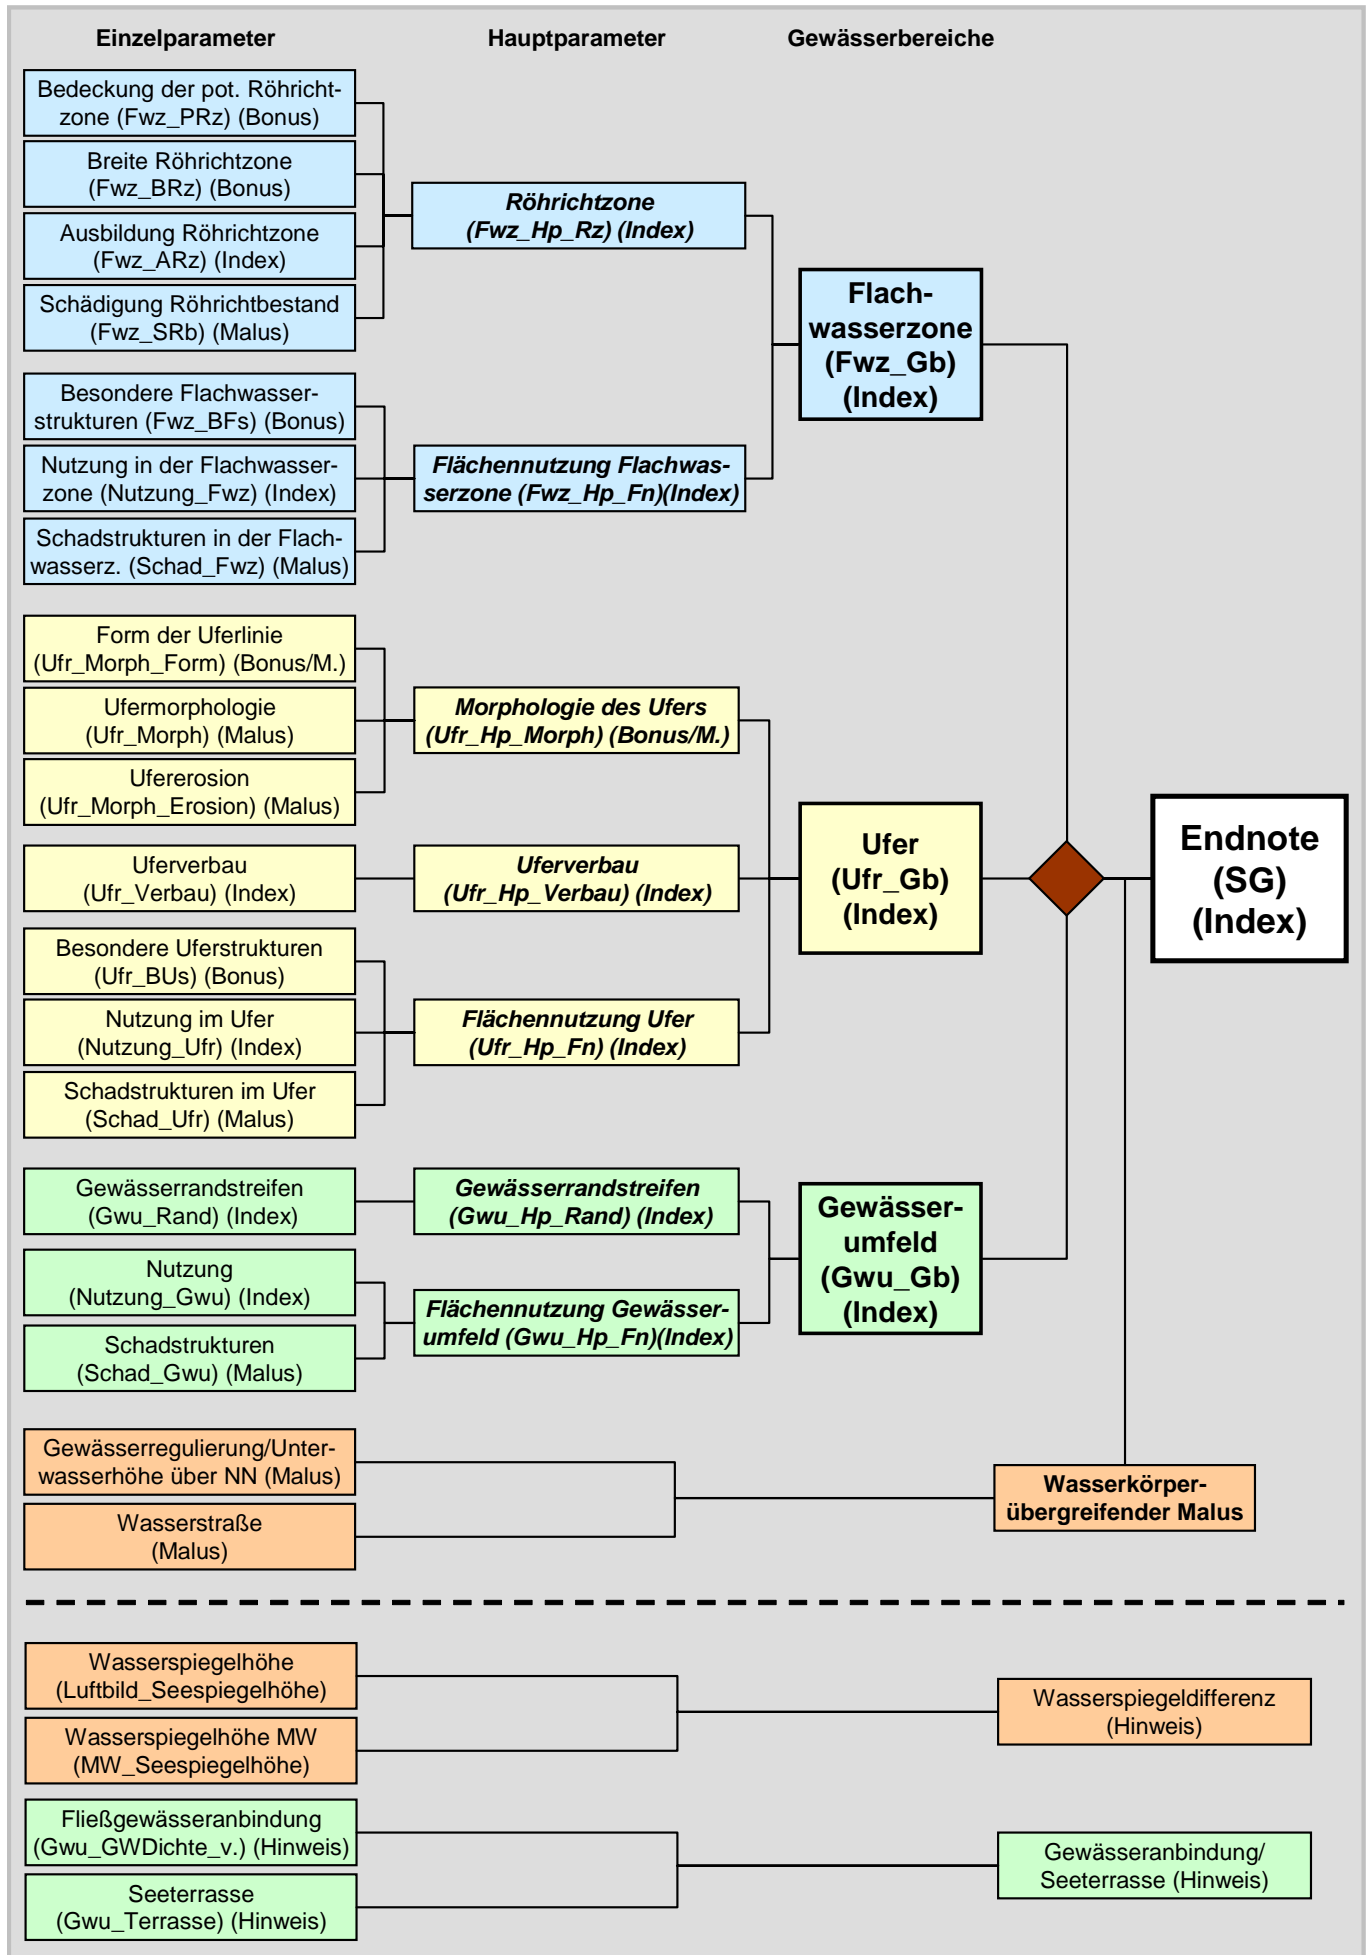 Einzelparameter
Hauptparameter
Gewässerbereiche
Bedeckung der pot. Röhricht-
zone (Fwz_PRz) (Bonus)
Breite Röhrichtzone
(Fwz_BRz) (Bonus)
Ausbildung Röhrichtzone
(Fwz_ARz) (Index)
Schädigung Röhrichtbestand
(Fwz_SRb) (Malus)
Röhrichtzone
(Fwz_Hp_Rz) (Index)
Besondere Flachwasser-
strukturen (Fwz_BFs) (Bonus)
Nutzung in der Flachwasser-
zone (Nutzung_Fwz) (Index)
Schadstrukturen in der Flach-
wasserz. (Schad_Fwz) (Malus)
Flächennutzung Flachwas-
serzone (Fwz_Hp_Fn)(Index)
Flach-
wasserzone
(Fwz_Gb)
(Index)
Form der Uferlinie
(Ufr_Morph_Form) (Bonus/M.)
Ufermorphologie
(Ufr_Morph) (Malus)
Ufererosion
(Ufr_Morph_Erosion) (Malus)
Morphologie des Ufers
(Ufr_Hp_Morph) (Bonus/M.)
Uferverbau
(Ufr_Verbau) (Index)
Uferverbau
(Ufr_Hp_Verbau) (Index)
Besondere Uferstrukturen
(Ufr_BUs) (Bonus)
Nutzung im Ufer
(Nutzung_Ufr) (Index)
Schadstrukturen im Ufer
(Schad_Ufr) (Malus)
Flächennutzung Ufer
(Ufr_Hp_Fn) (Index)
Ufer
(Ufr_Gb)
(Index)
Endnote
(SG)
(Index)
Gewässerrandstreifen
(Gwu_Rand) (Index)
Gewässerrandstreifen
(Gwu_Hp_Rand) (Index)
Nutzung
(Nutzung_Gwu) (Index)
Schadstrukturen
(Schad_Gwu) (Malus)
Flächennutzung Gewässer-
umfeld (Gwu_Hp_Fn)(Index)
Gewässer-
umfeld
(Gwu_Gb)
(Index)
Gewässerregulierung/Unter-
wasserhöhe über NN (Malus)
Wasserstraße
(Malus)
Wasserkörper-
übergreifender Malus
Wasserspiegelhöhe
(Luftbild_Seespiegelhöhe)
Wasserspiegelhöhe MW
(MW_Seespiegelhöhe)
Wasserspiegeldifferenz
(Hinweis)
Fließgewässeranbindung
(Gwu_GWDichte_v.) (Hinweis)
Seeterrasse
(Gwu_Terrasse) (Hinweis)
Gewässeranbindung/
Seeterrasse (Hinweis)